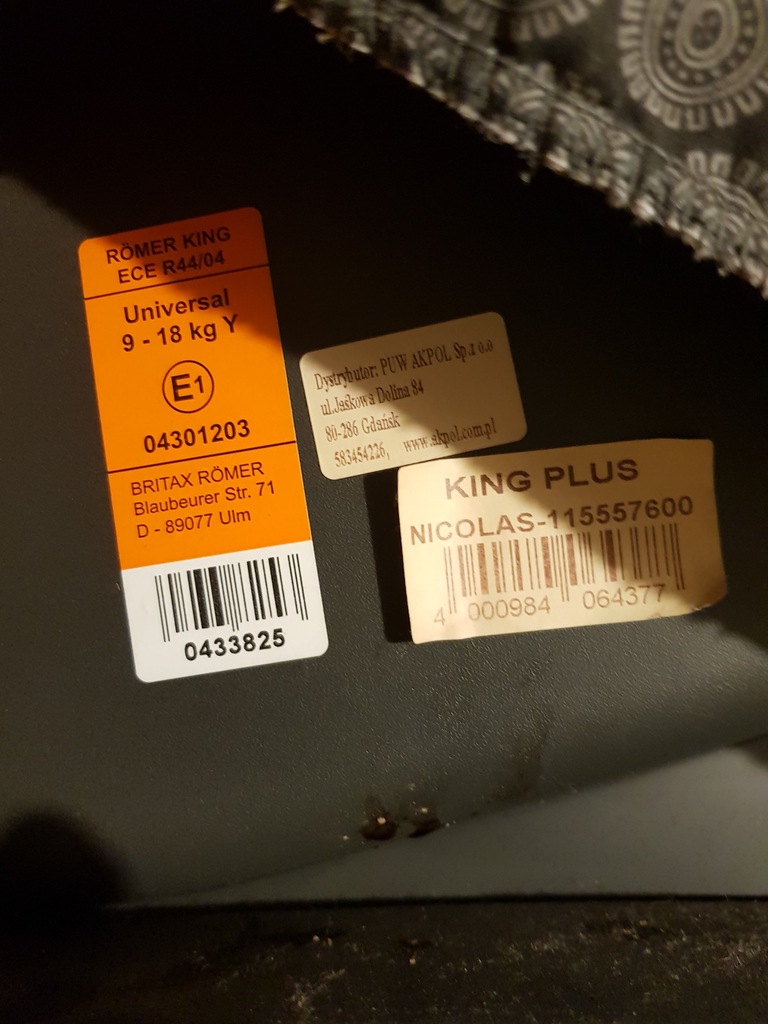 RÖMER KING
ECE R44/04
Universal
9 - 18 kg Y
E1
04301203
BRITAX RÖMER
Blaubeurer Str. 71
D - 89077 Ulm
0433825
Dystrybutor: PUW AKPOL Sp.z o.o
ul.Jaśkowa Dolina 84
80-286 Gdańsk
583454226, www.akpol.com.pl
KING PLUS
NICOLAS-115557600
4 000984 064377